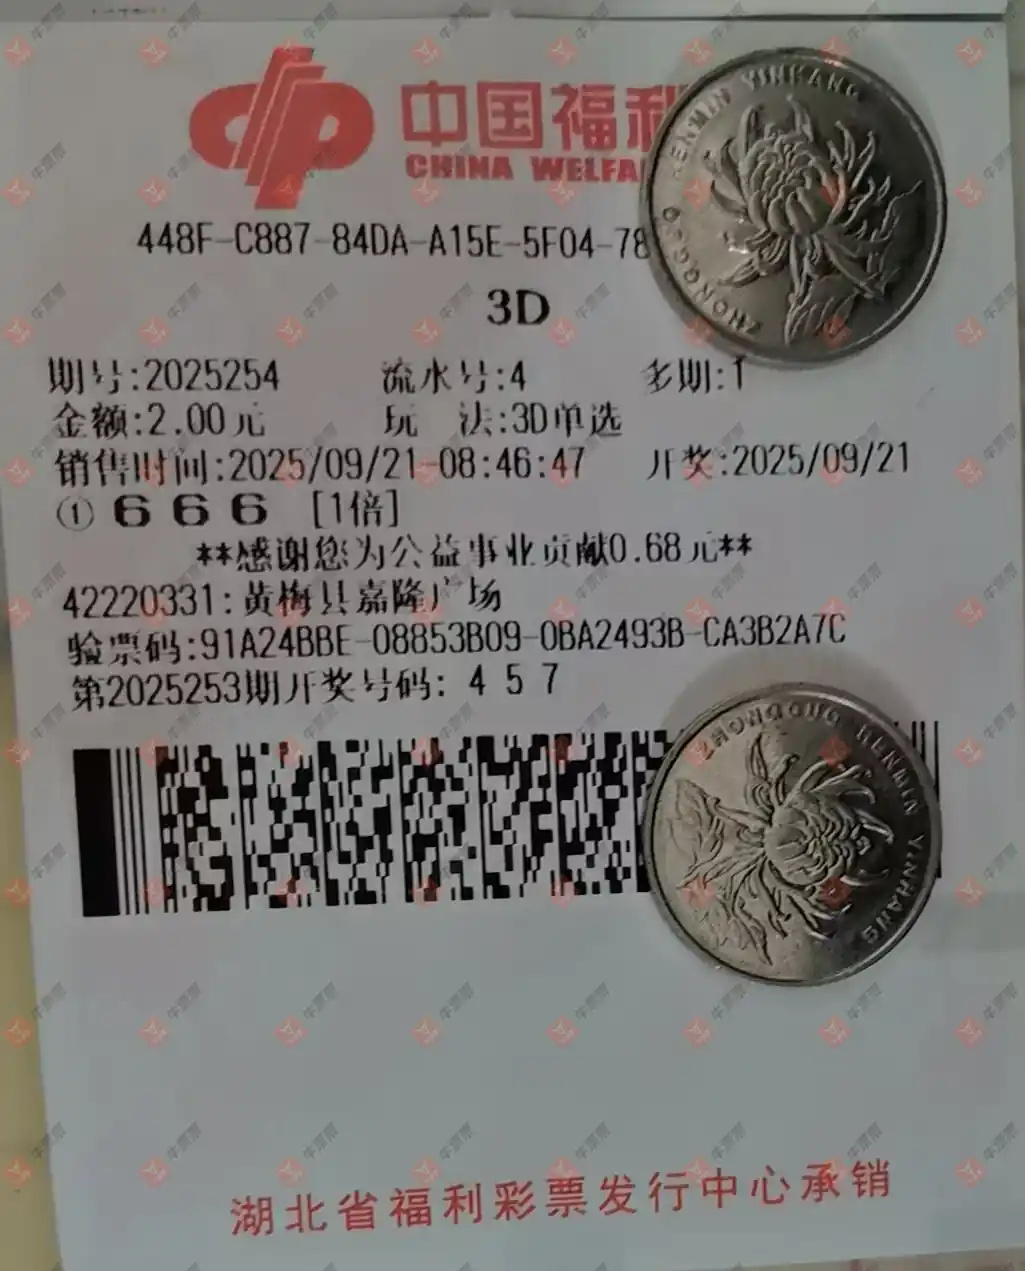 中国福利
CHINA WELFA
448F-C887-84DA-A15E-5F04-78
3D
期号:2025254 流水号:4 多期:1
金额:2.00元 玩 法:3D单选
销售时间:2025/09/21-08:46:47 开奖:2025/09/21
① 6 6 6 [1倍]
**感谢您为公益事业贡献0.68元**
42220331:黄梅县嘉隆广场
验票码:91A24BBE-08853B09-0BA2493B-CA3B2A7C
第2025253期开奖号码: 4 5 7
湖北省福利彩票发行中心承销
ZHONGGUO RENMIN YINHANG
ZHONGGUO RENMIN YINHANG